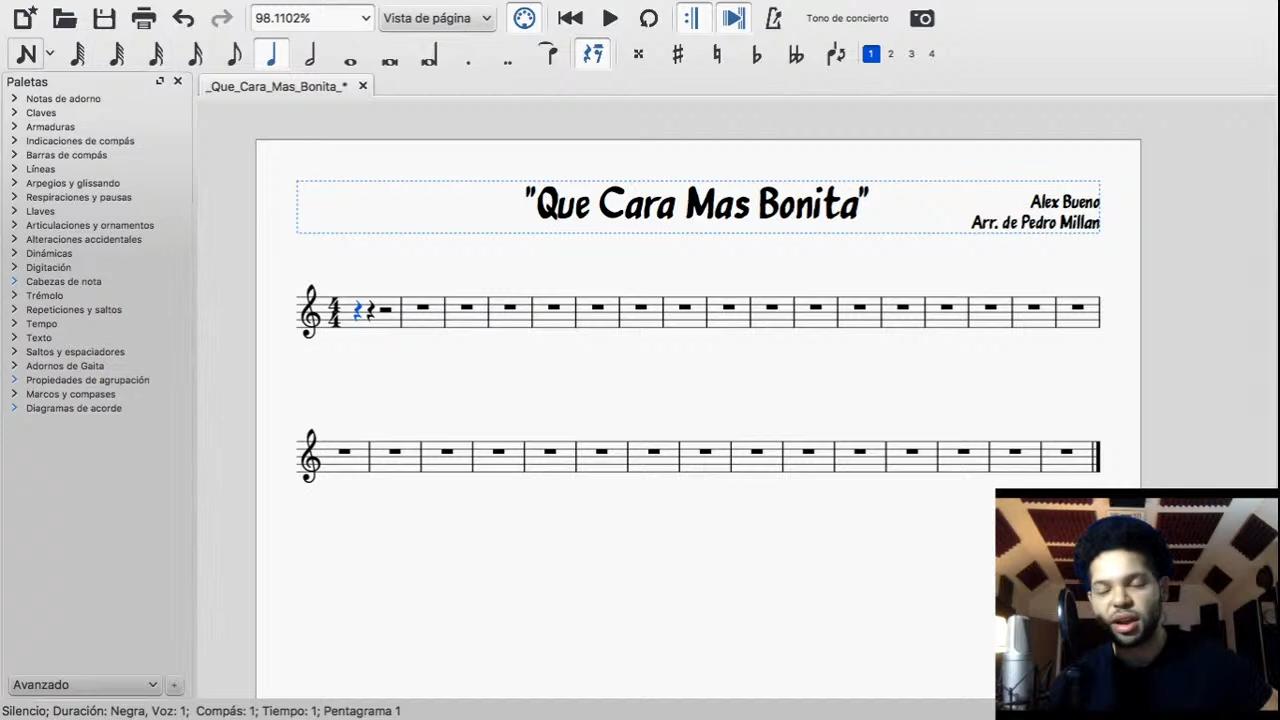 98.1102%
Vista de página
Tono de concierto
1 2 3 4
Paletas
_Que_Cara_Mas_Bonita_*
Notas de adorno
Claves
Armaduras
Indicaciones de compás
Barras de compás
Líneas
Arpegios y glissando
Respiraciones y pausas
Llaves
Articulaciones y ornamentos
Alteraciones accidentales
Dinámicas
Digitación
Cabezas de nota
Trémolo
Repeticiones y saltos
Tempo
Texto
Saltos y espaciadores
Adornos de Gaita
Propiedades de agrupación
Marcos y compases
Diagramas de acorde
"Que Cara Mas Bonita"
Alex Bueno
Arr. de Pedro Millan
4
4
Avanzado
Silencio; Duración: Negra, Voz: 1; Compás: 1; Tiempo: 1; Pentagrama 1